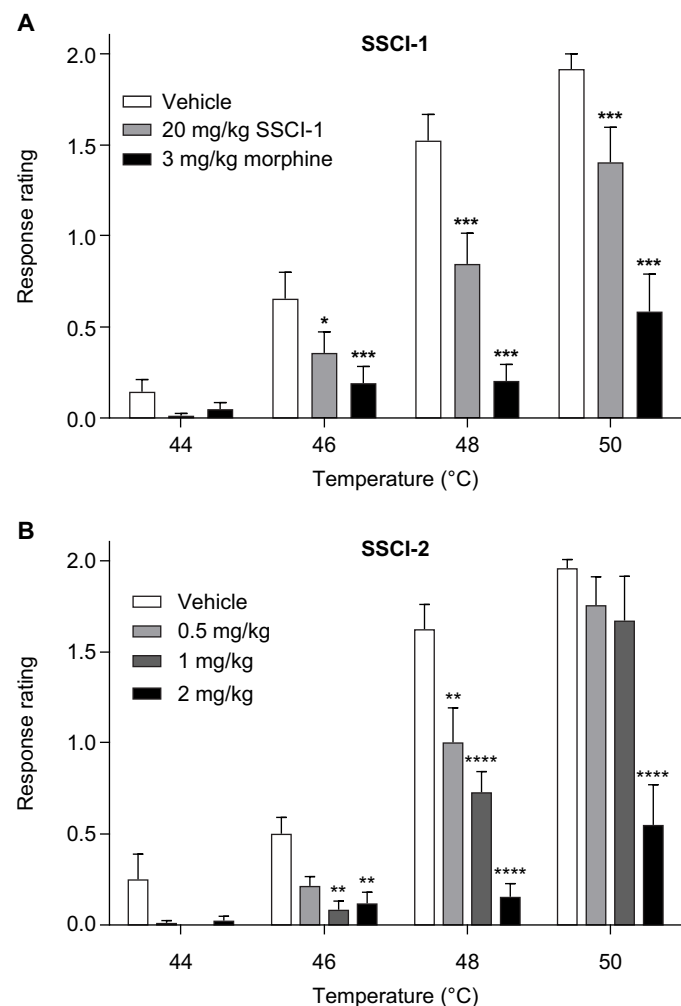 A
SSCI-1
2.0
1.5
1.0
0.5
0.0
Response rating
Vehicle
20 mg/kg SSCI-1
3 mg/kg morphine
*
***
***
***
***
***
44
46
48
50
Temperature (°C)
B
SSCI-2
2.0
1.5
1.0
0.5
0.0
Response rating
Vehicle
0.5 mg/kg
1 mg/kg
2 mg/kg
**
**
**
****
****
****
44
46
48
50
Temperature (°C)